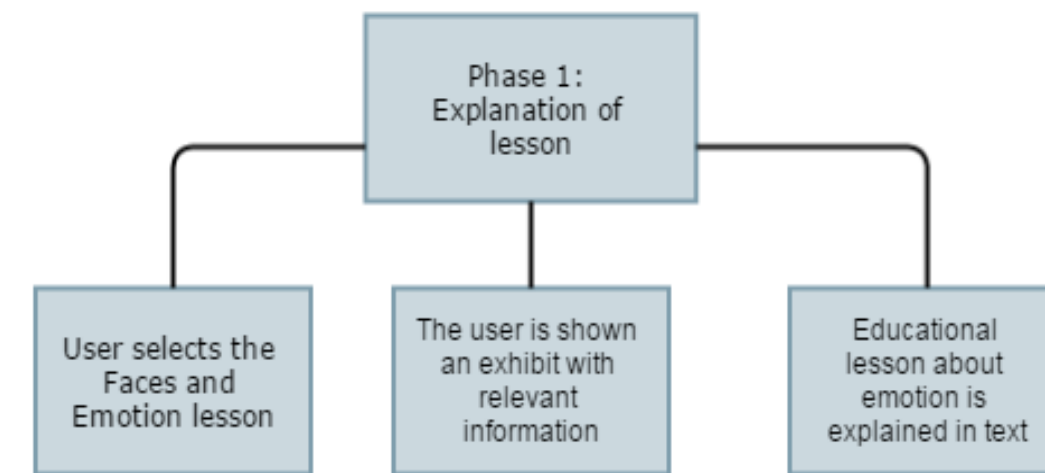 Phase 1:
Explanation of
lesson
User selects the
Faces and
Emotion lesson
The user is shown
an exhibit with
relevant
information
Educational
lesson about
emotion is
explained in text